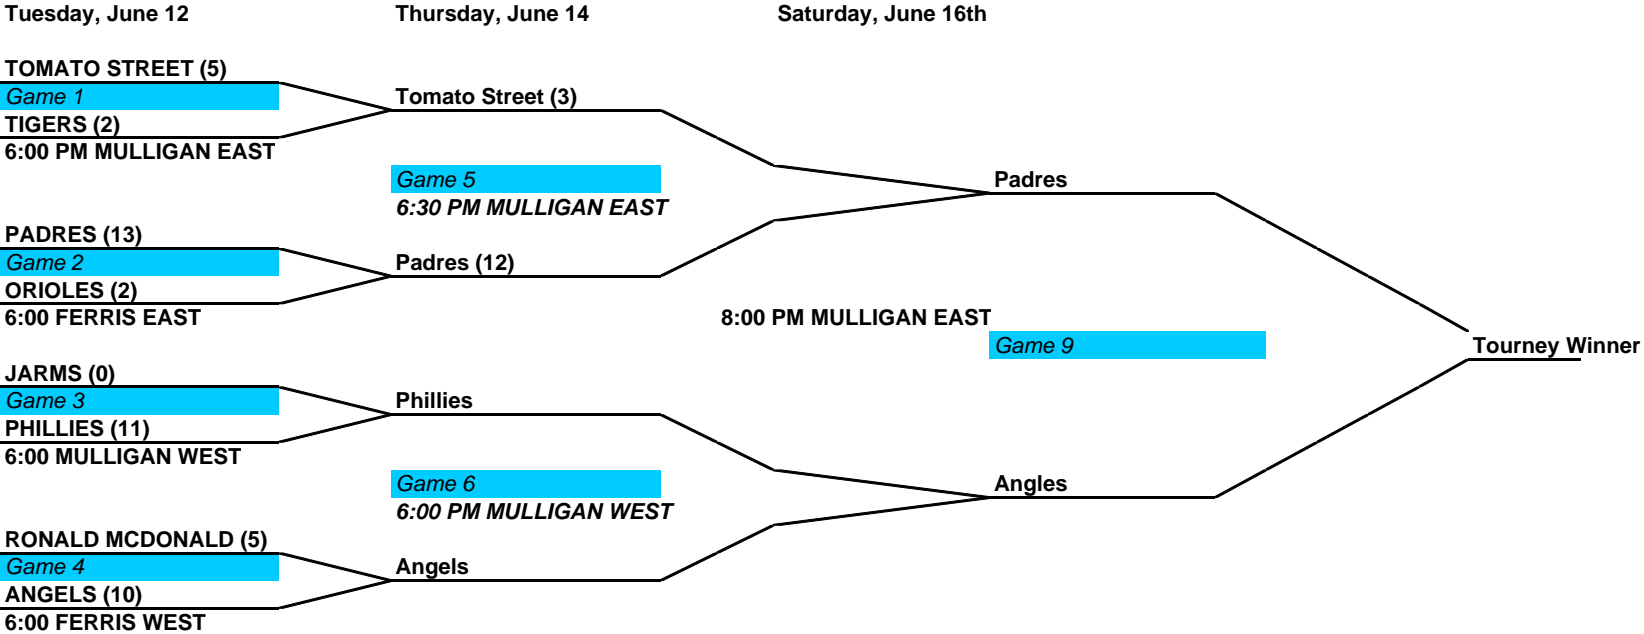 Tuesday, June 12
Thursday, June 14
Saturday, June 16th
TOMATO STREET (5)
Game 1
Tomato Street (3)
TIGERS (2)
6:00 PM MULLIGAN EAST
Game 5
Padres
6:30 PM MULLIGAN EAST
PADRES (13)
Game 2
Padres (12)
ORIOLES (2)
6:00 FERRIS EAST
8:00 PM MULLIGAN EAST
Game 9
Tourney Winner
JARMS (0)
Game 3
Phillies
PHILLIES (11)
6:00 MULLIGAN WEST
Game 6
Angles
6:00 PM MULLIGAN WEST
RONALD MCDONALD (5)
Game 4
Angels
ANGELS (10)
6:00 FERRIS WEST